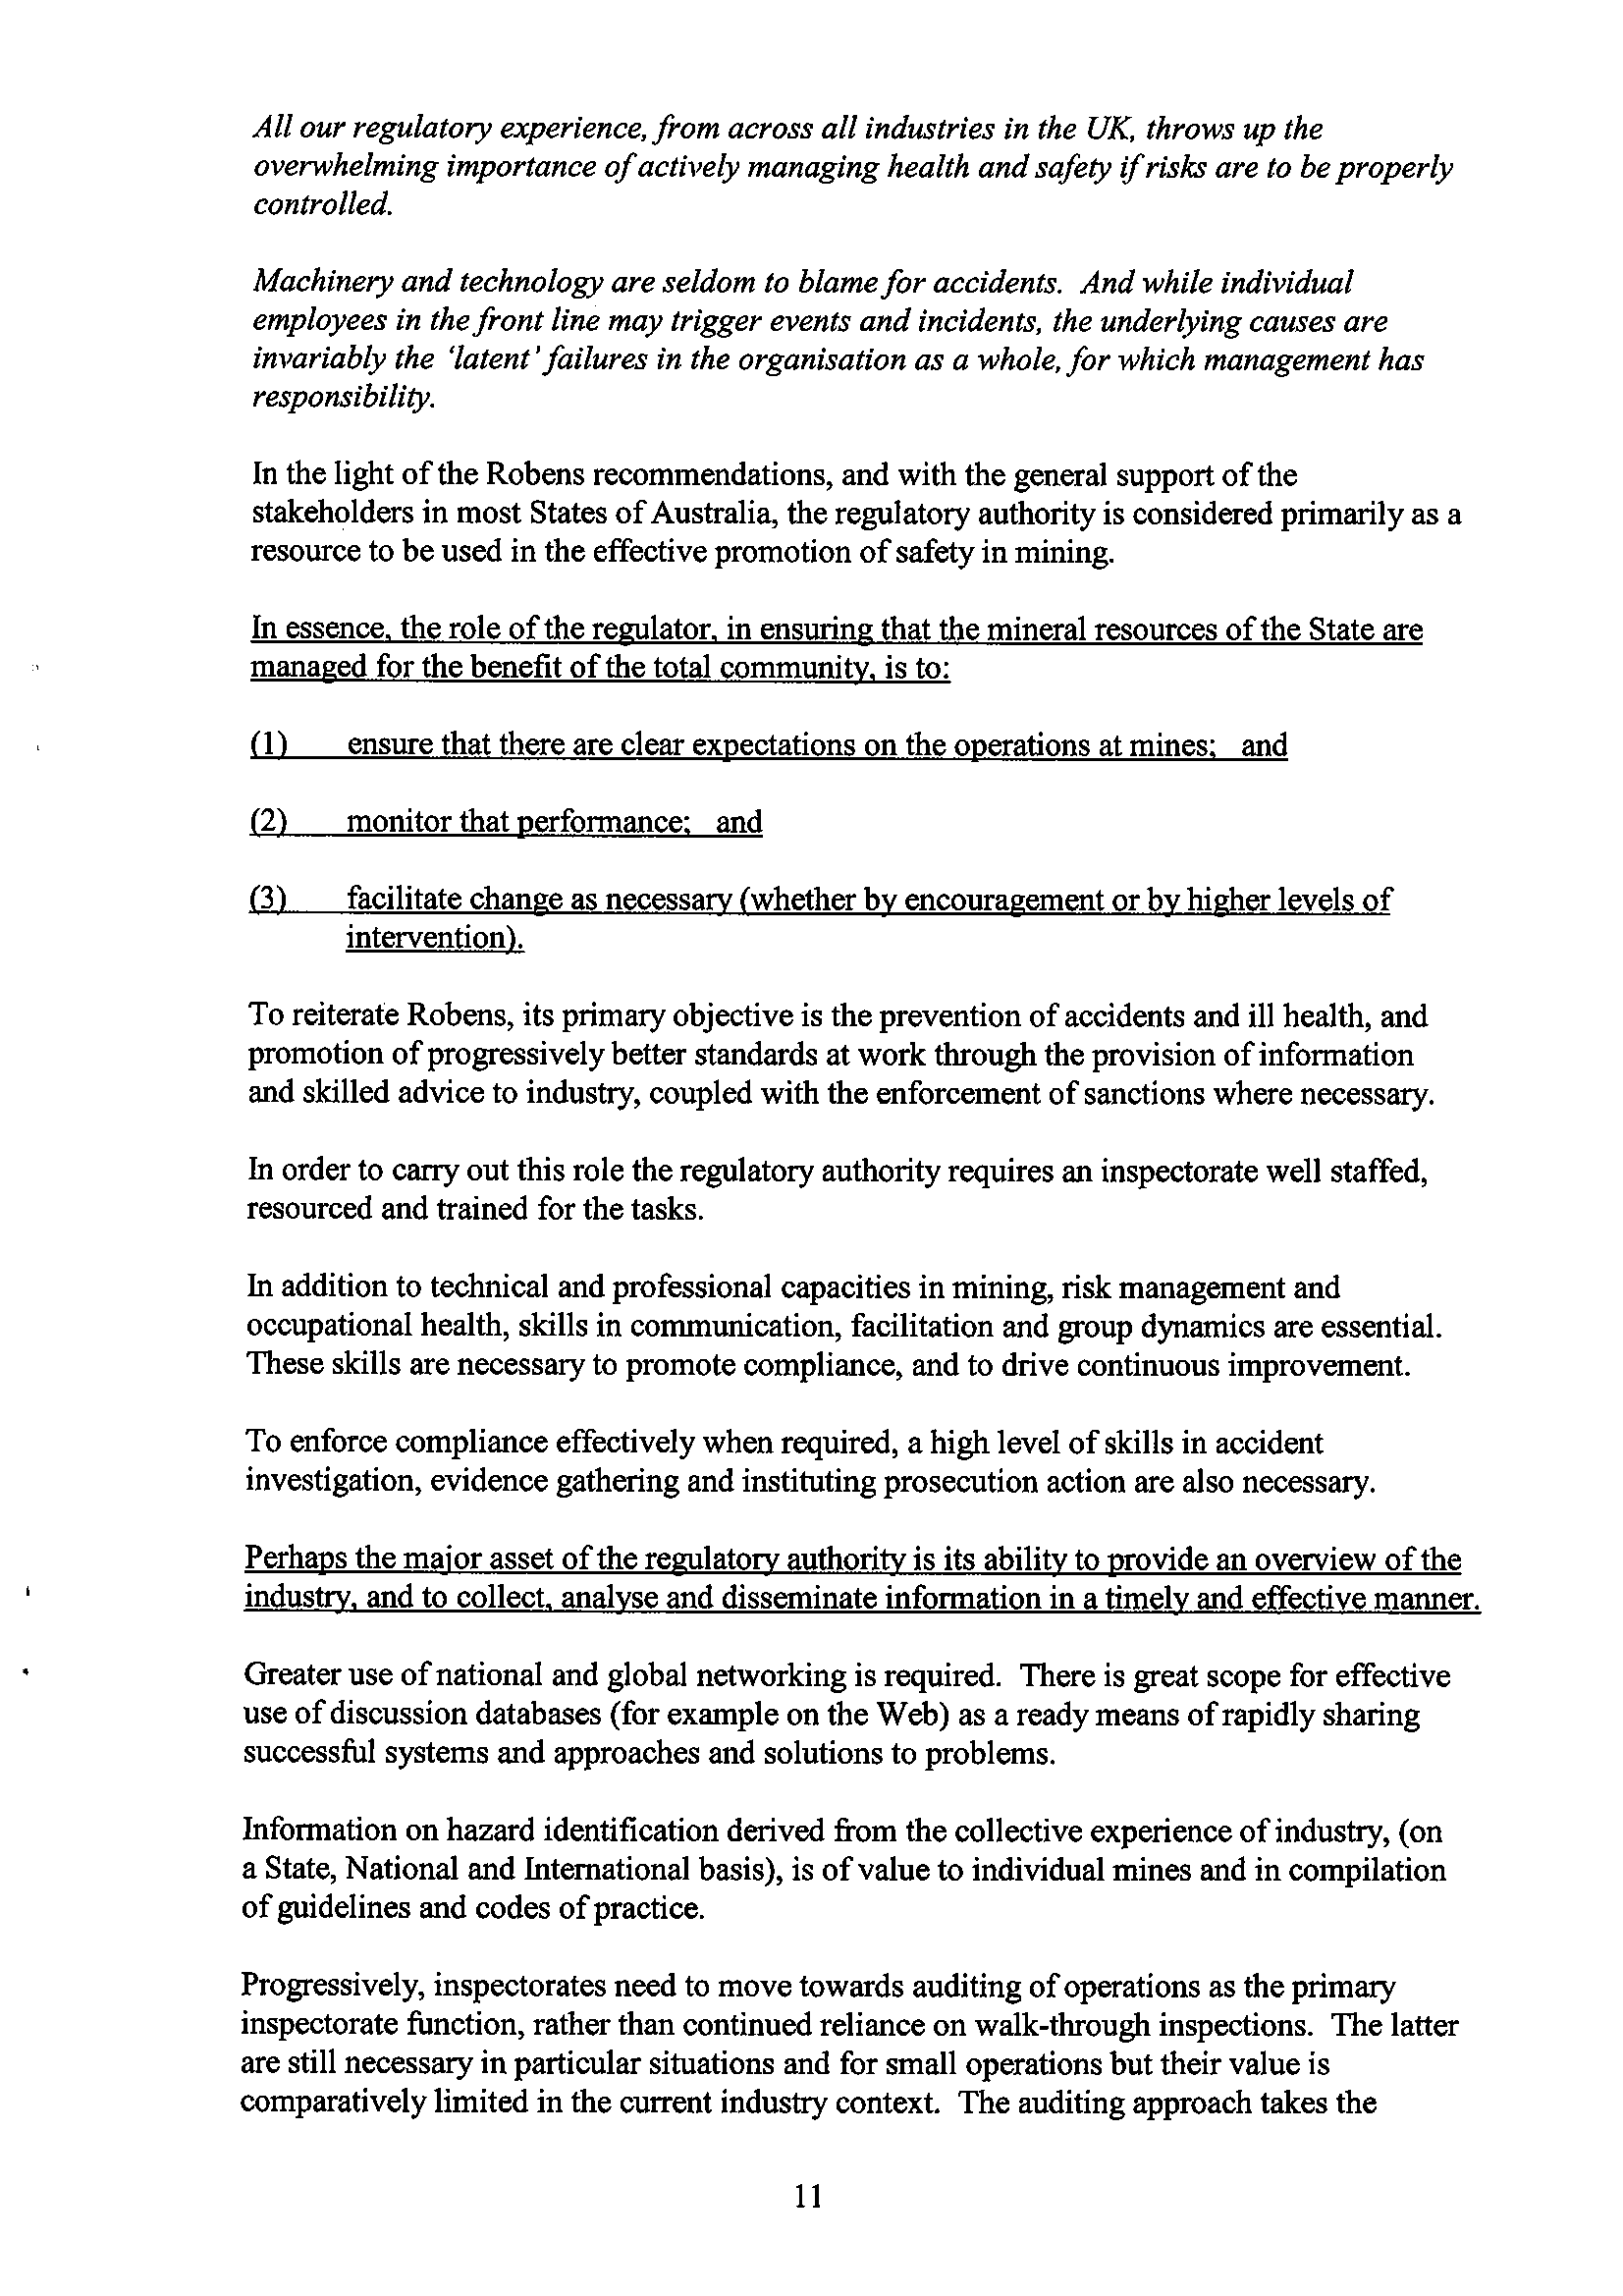 All our regulatory experience, from across all industries in the UK, throws up the
overwhelming importance of actively managing health and safety if risks are to be properly
controlled.
Machinery and technology are seldom to blame for accidents. And while individual
employees in the front line may trigger events and incidents, the underlying causes are
invariably the 'latent' failures in the organisation as a whole, for which management has
responsibility.
In the light of the Robens recommendations, and with the general support of the
stakeholders in most States of Australia, the regulatory authority is considered primarily as a
resource to be used in the effective promotion of safety in mining.
In essence, the role of the regulator, in ensuring that the mineral resources of the State are
managed for the benefit of the total community, is to:
(1) ensure that there are clear expectations on the operations at mines; and
(2) monitor that performance; and
(3) facilitate change as necessary (whether by encouragement or by higher levels of
intervention).
To reiterate Robens, its primary objective is the prevention of accidents and ill health, and
promotion of progressively better standards at work through the provision of information
and skilled advice to industry, coupled with the enforcement of sanctions where necessary.
In order to carry out this role the regulatory authority requires an inspectorate well staffed,
resourced and trained for the tasks.
In addition to technical and professional capacities in mining, risk management and
occupational health, skills in communication, facilitation and group dynamics are essential.
These skills are necessary to promote compliance, and to drive continuous improvement.
To enforce compliance effectively when required, a high level of skills in accident
investigation, evidence gathering and instituting prosecution action are also necessary.
Perhaps the major asset of the regulatory authority is its ability to provide an overview of the
industry, and to collect, analyse and disseminate information in a timely and effective manner.
Greater use of national and global networking is required. There is great scope for effective
use of discussion databases (for example on the Web) as a ready means of rapidly sharing
successful systems and approaches and solutions to problems.
Information on hazard identification derived from the collective experience of industry, (on
a State, National and International basis), is of value to individual mines and in compilation
of guidelines and codes of practice.
Progressively, inspectorates need to move towards auditing of operations as the primary
inspectorate function, rather than continued reliance on walk-through inspections. The latter
are still necessary in particular situations and for small operations but their value is
comparatively limited in the current industry context. The auditing approach takes the
11